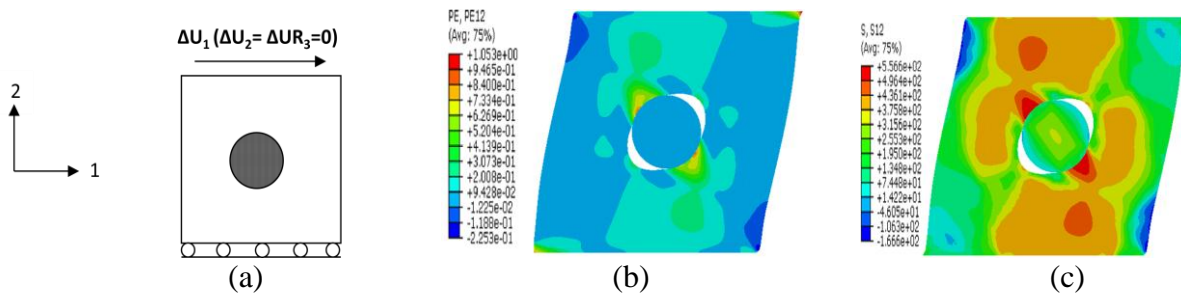 ΔU₁ (ΔU₂= ΔUR₃=0)
2
1
(a)
PE, PE12
(Avg: 75%)
+1.053e+00
+9.465e-01
+8.400e-01
+7.334e-01
+6.269e-01
+5.204e-01
+4.139e-01
+3.073e-01
+2.008e-01
+9.428e-02
-1.225e-02
-1.188e-01
-2.253e-01
(b)
S, S12
(Avg: 75%)
+5.566e+02
+4.964e+02
+4.361e+02
+3.758e+02
+3.156e+02
+2.553e+02
+1.950e+02
+1.348e+02
+7.448e+01
+1.422e+01
-4.605e+01
-1.063e+02
-1.666e+02
(c)